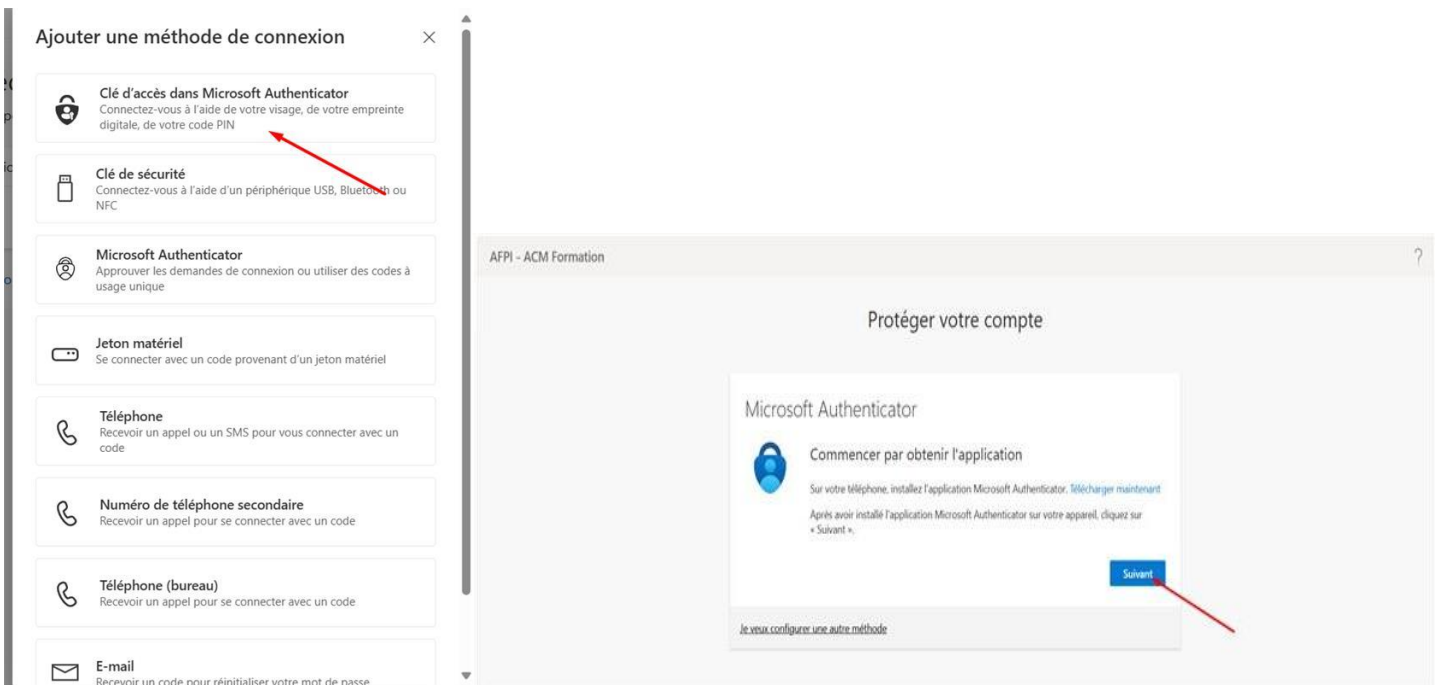 Ajouter une méthode de connexion
Clé d'accès dans Microsoft Authenticator
Connectez-vous à l'aide de votre visage, de votre empreinte
digitale, de votre code PIN
Clé de sécurité
Connectez-vous à l'aide d'un périphérique USB, Bluetooth ou
NFC
Microsoft Authenticator
Approuver les demandes de connexion ou utiliser des codes à
usage unique
Jeton matériel
Se connecter avec un code provenant d'un jeton matériel
Téléphone
Recevoir un appel ou un SMS pour vous connecter avec un
code
Numéro de téléphone secondaire
Recevoir un appel pour se connecter avec un code
Téléphone (bureau)
Recevoir un appel pour se connecter avec un code
E-mail
Recevoir un code pour réinitialiser votre mot de passe
AFPI - ACM Formation
?
Protéger votre compte
Microsoft Authenticator
Commencer par obtenir l'application
Sur votre téléphone, installez l'application Microsoft Authenticator. Télécharger maintenant
Après avoir installé l'application Microsoft Authenticator sur votre appareil, cliquez sur
« Suivant ».
Suivant
Je veux configurer une autre méthode